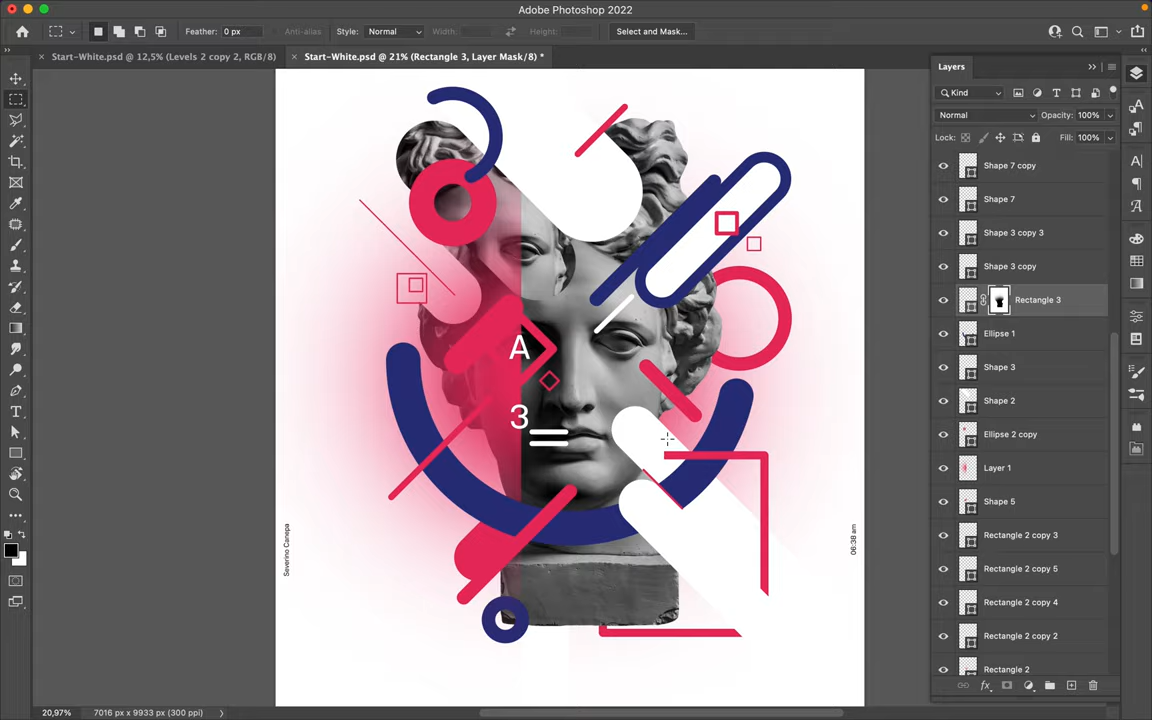 Adobe Photoshop 2022
Feather: 0 px
Anti-alias
Style: Normal
Width:
Height:
Select and Mask...
Start-White.psd @ 12,5% (Levels 2 copy 2, RGB/8)
Start-White.psd @ 21% (Rectangle 3, Layer Mask/8) *
Layers
Kind
Normal
Opacity: 100%
Lock:
Fill: 100%
Shape 7 copy
Shape 7
Shape 3 copy 3
Shape 3 copy
Rectangle 3
Ellipse 1
Shape 3
Shape 2
Ellipse 2 copy
Layer 1
Shape 5
Rectangle 2 copy 3
Rectangle 2 copy 5
Rectangle 2 copy 4
Rectangle 2 copy 2
Rectangle 2
A
3
Severino Canepa
06:38 am
20,97%
7016 px x 9933 px (300 ppi)